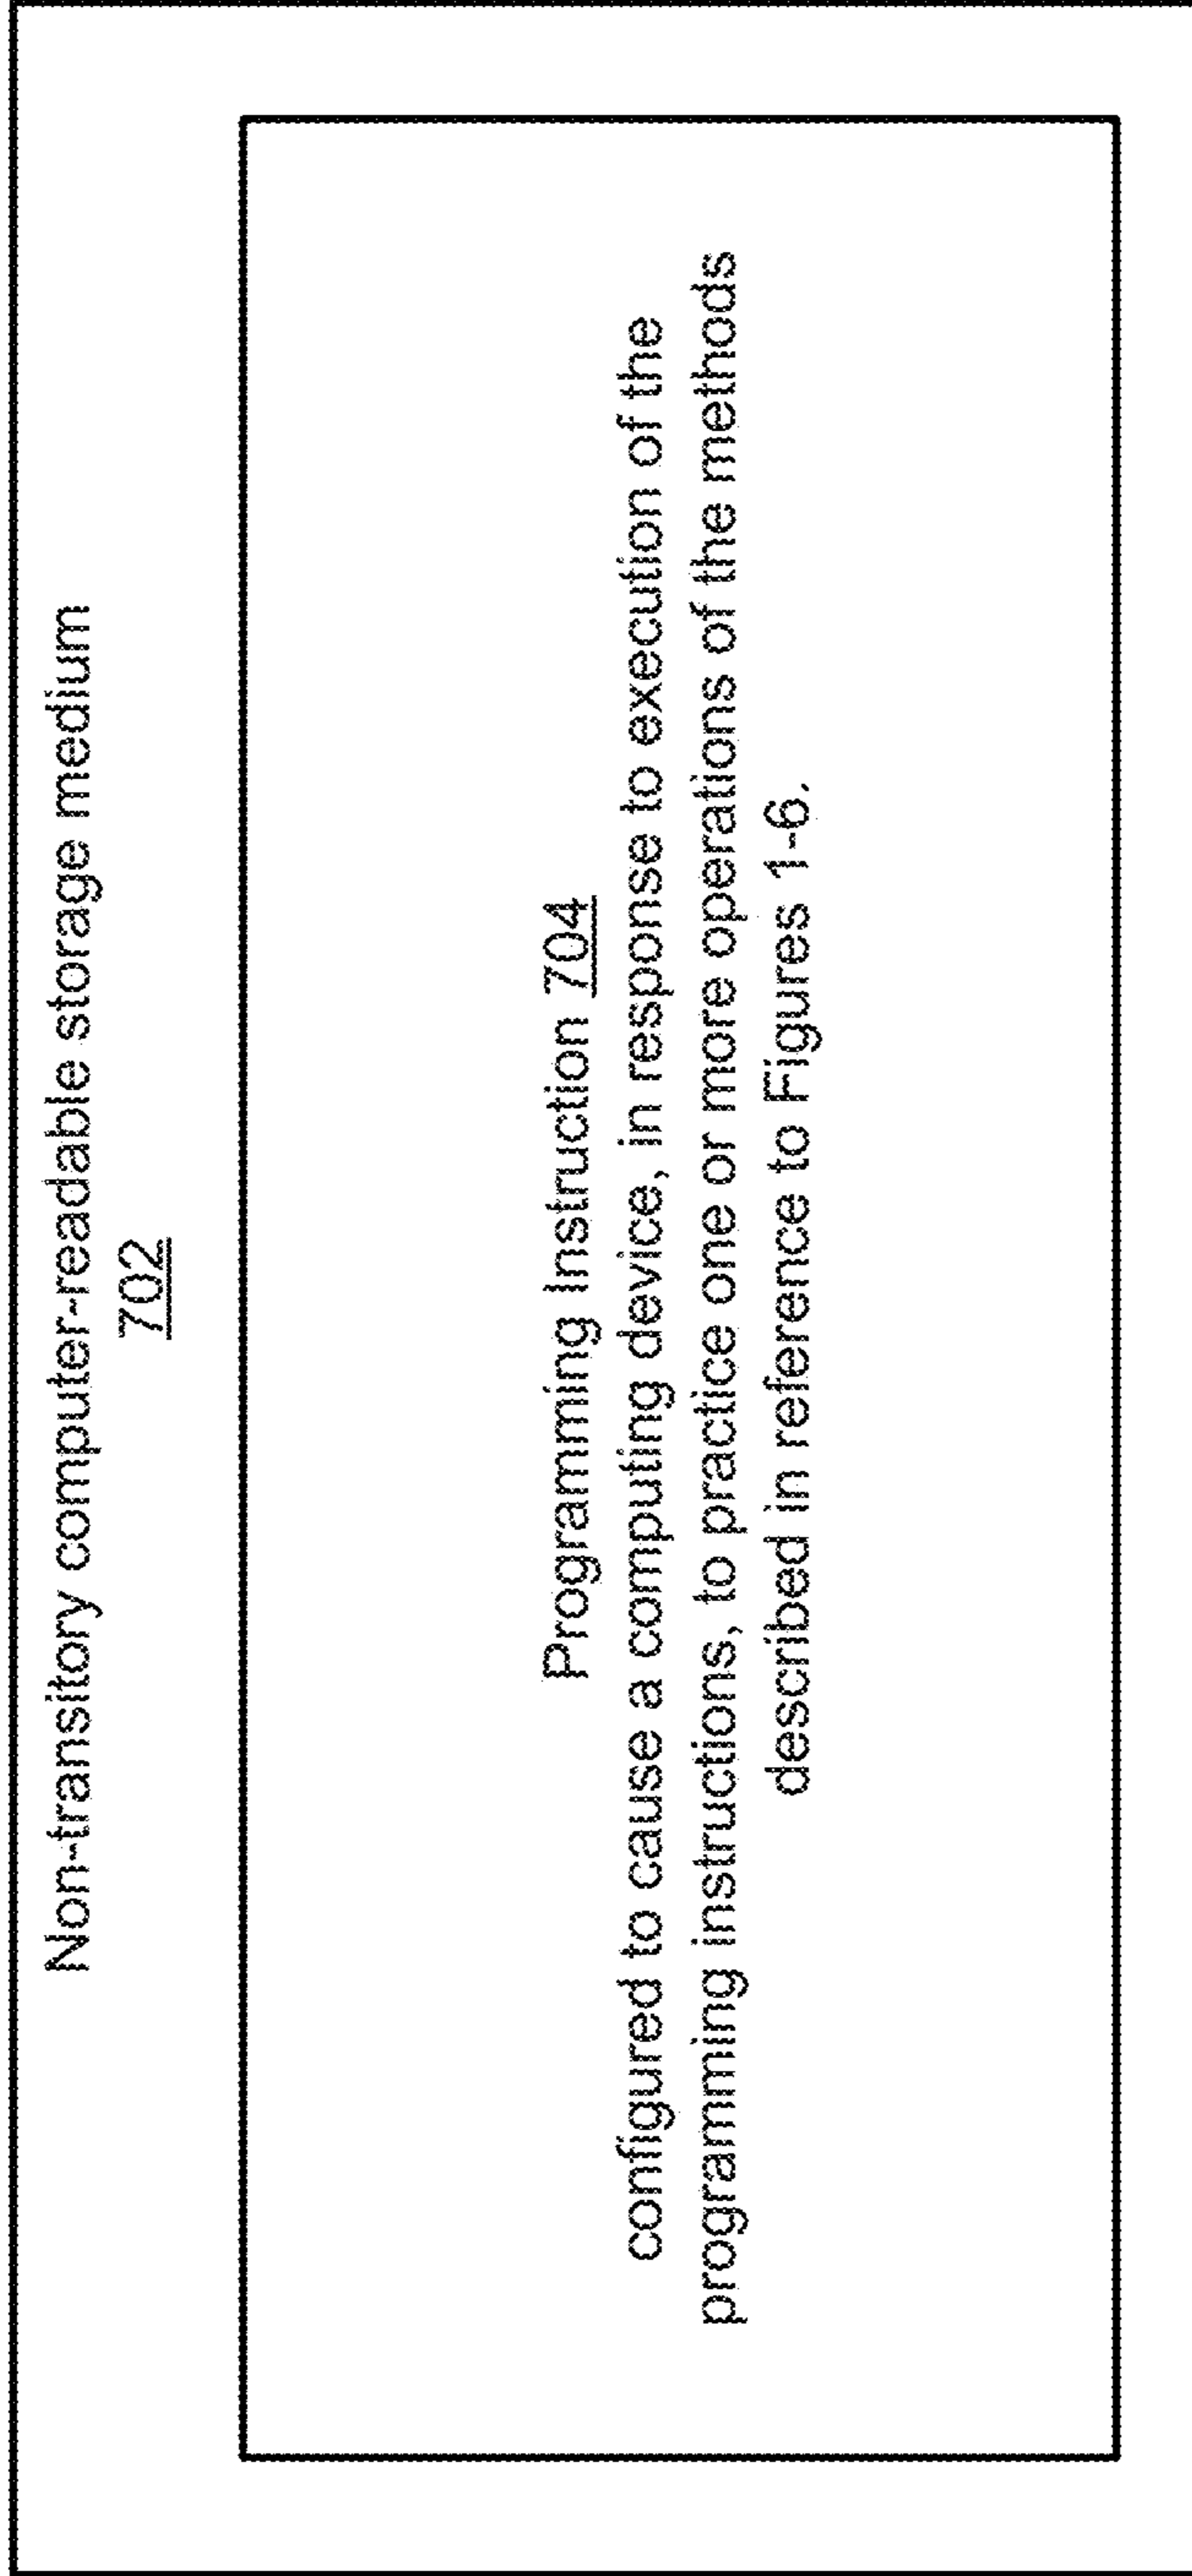 Non-transitory computer-readable storage medium
702
Programming Instruction 704
configured to cause a computing device, in response to execution of the
programming instructions, to practice one or more operations of the methods
described in reference to Figures 1-6.